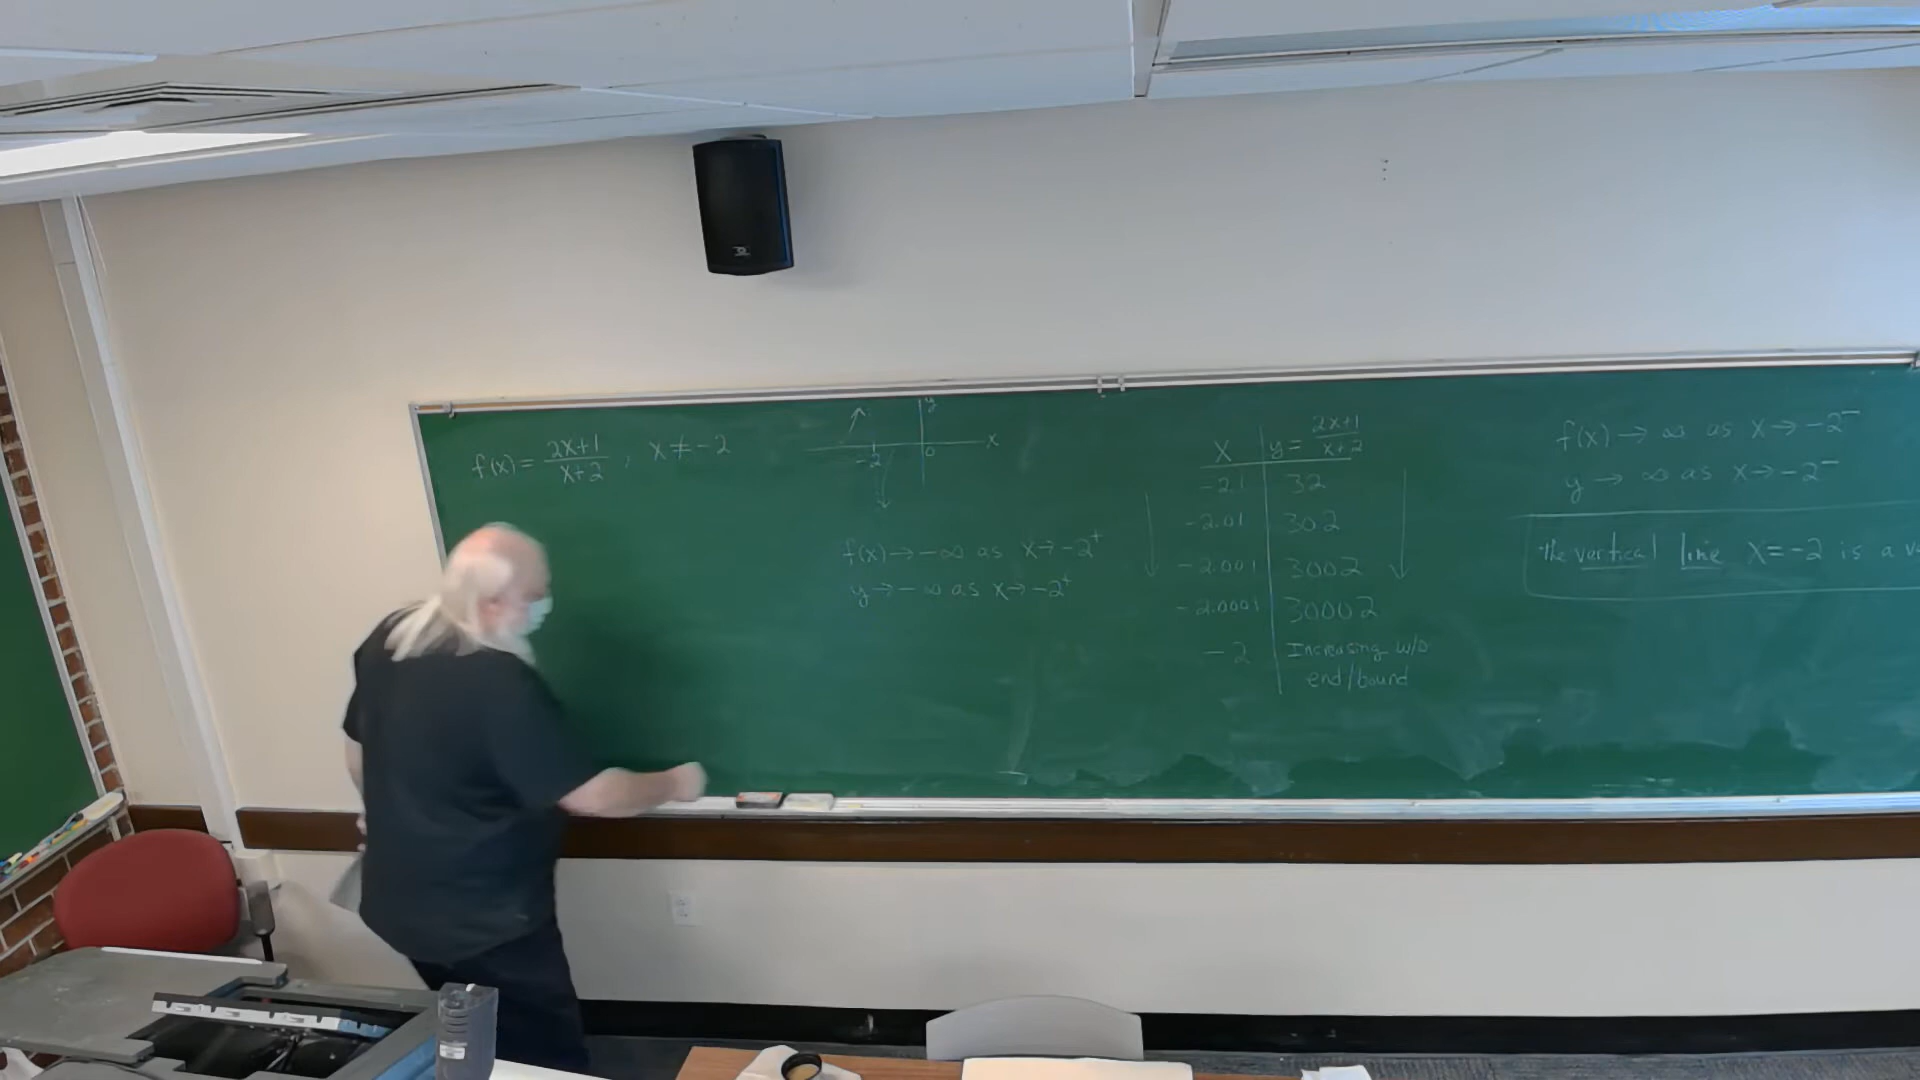 f(x) = 2x+1 / x+2 , x ≠ -2
y
x
-2
0
f(x) → -∞ as x → -2⁺
y → -∞ as x → -2⁺
x | y = 2x+1 / x+2
-2.1 | 32
-2.01 | 302
-2.001 | 3002
-2.0001 | 30002
-2 | Increasing w/o
end/bound
f(x) → ∞ as x → -2⁻
y → ∞ as x → -2⁻
the vertical line x = -2 is a